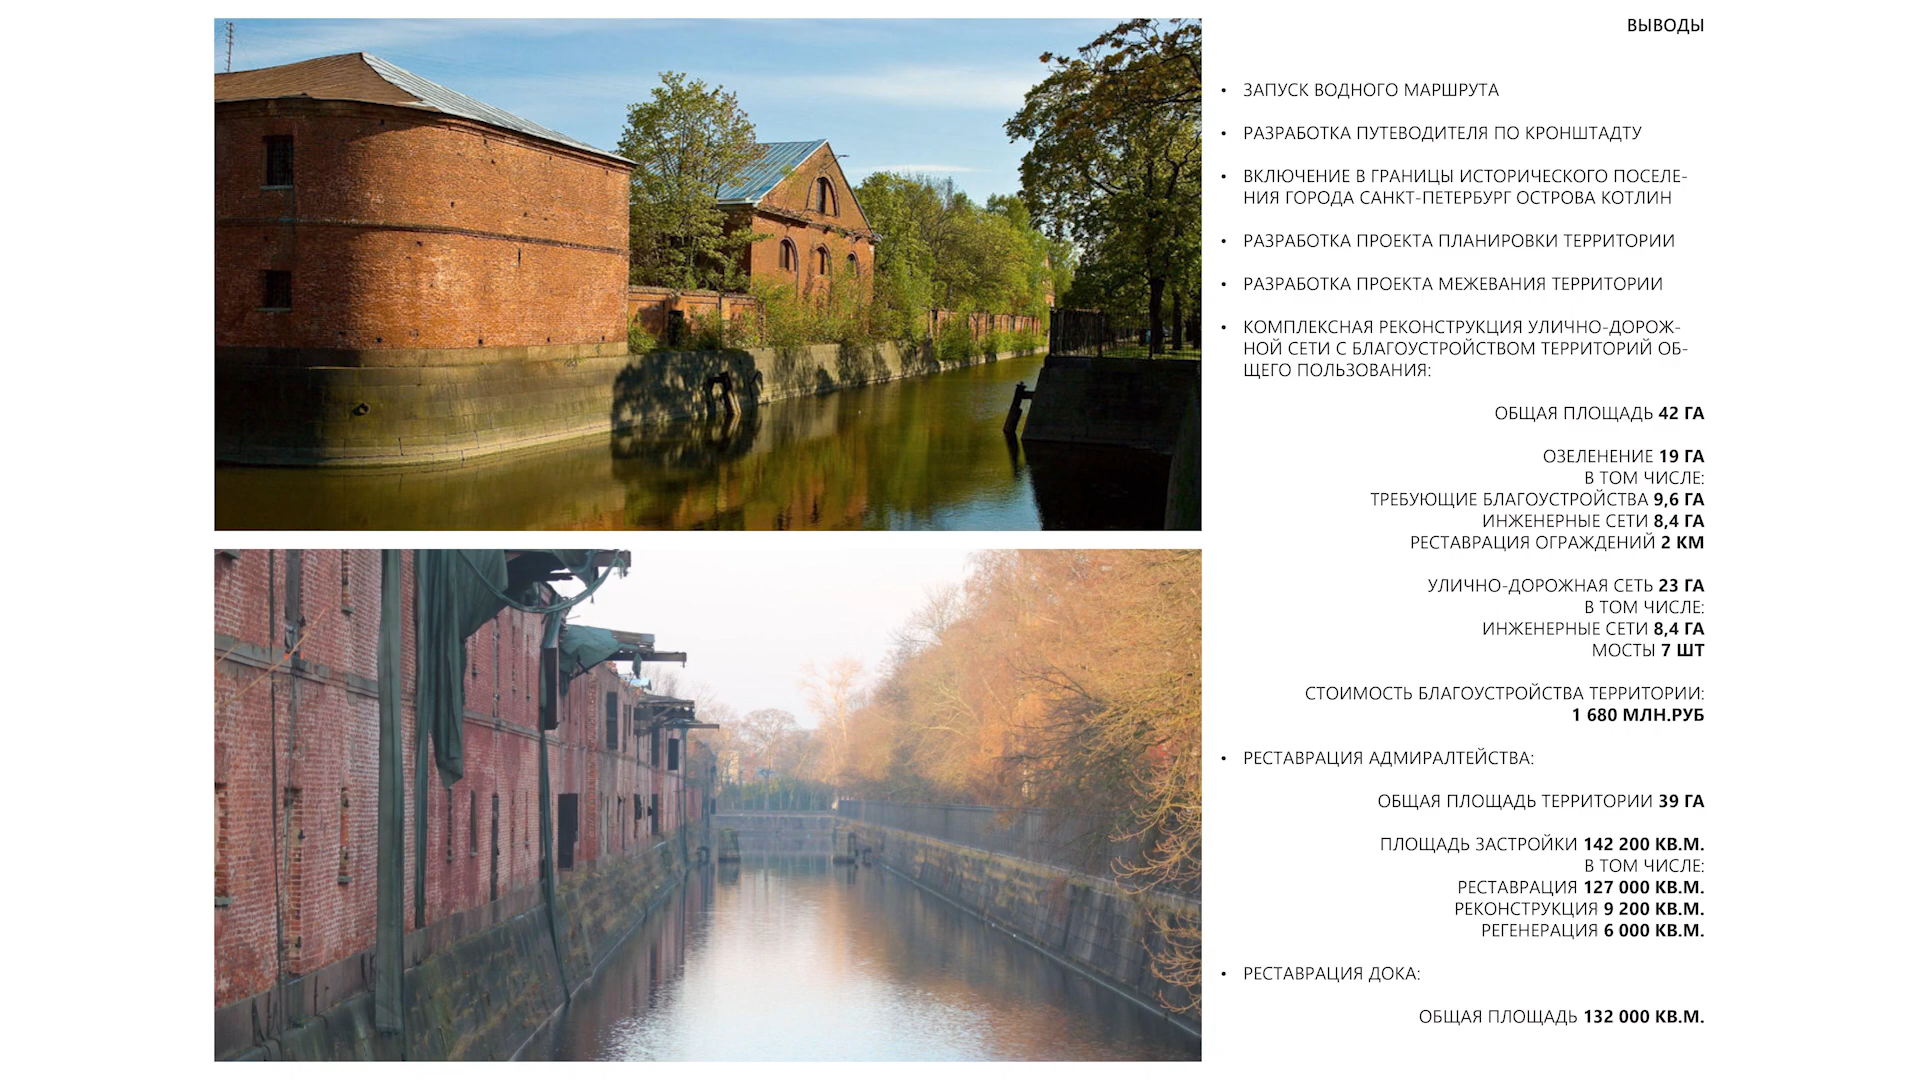 ВЫВОДЫ
• ЗАПУСК ВОДНОГО МАРШРУТА
• РАЗРАБОТКА ПУТЕВОДИТЕЛЯ ПО КРОНШТАДТУ
• ВКЛЮЧЕНИЕ В ГРАНИЦЫ ИСТОРИЧЕСКОГО ПОСЕЛЕ-
НИЯ ГОРОДА САНКТ-ПЕТЕРБУРГ ОСТРОВА КОТЛИН
• РАЗРАБОТКА ПРОЕКТА ПЛАНИРОВКИ ТЕРРИТОРИИ
• РАЗРАБОТКА ПРОЕКТА МЕЖЕВАНИЯ ТЕРРИТОРИИ
• КОМПЛЕКСНАЯ РЕКОНСТРУКЦИЯ УЛИЧНО-ДОРОЖ-
НОЙ СЕТИ С БЛАГОУСТРОЙСТВОМ ТЕРРИТОРИЙ ОБ-
ЩЕГО ПОЛЬЗОВАНИЯ:
ОБЩАЯ ПЛОЩАДЬ 42 ГА
ОЗЕЛЕНЕНИЕ 19 ГА
В ТОМ ЧИСЛЕ:
ТРЕБУЮЩИЕ БЛАГОУСТРОЙСТВА 9,6 ГА
ИНЖЕНЕРНЫЕ СЕТИ 8,4 ГА
РЕСТАВРАЦИЯ ОГРАЖДЕНИЙ 2 КМ
УЛИЧНО-ДОРОЖНАЯ СЕТЬ 23 ГА
В ТОМ ЧИСЛЕ:
ИНЖЕНЕРНЫЕ СЕТИ 8,4 ГА
МОСТЫ 7 ШТ
СТОИМОСТЬ БЛАГОУСТРОЙСТВА ТЕРРИТОРИИ:
1 680 МЛН.РУБ
• РЕСТАВРАЦИЯ АДМИРАЛТЕЙСТВА:
ОБЩАЯ ПЛОЩАДЬ ТЕРРИТОРИИ 39 ГА
ПЛОЩАДЬ ЗАСТРОЙКИ 142 200 КВ.М.
В ТОМ ЧИСЛЕ:
РЕСТАВРАЦИЯ 127 000 КВ.М.
РЕКОНСТРУКЦИЯ 9 200 КВ.М.
РЕГЕНЕРАЦИЯ 6 000 КВ.М.
• РЕСТАВРАЦИЯ ДОКА:
ОБЩАЯ ПЛОЩАДЬ 132 000 КВ.М.